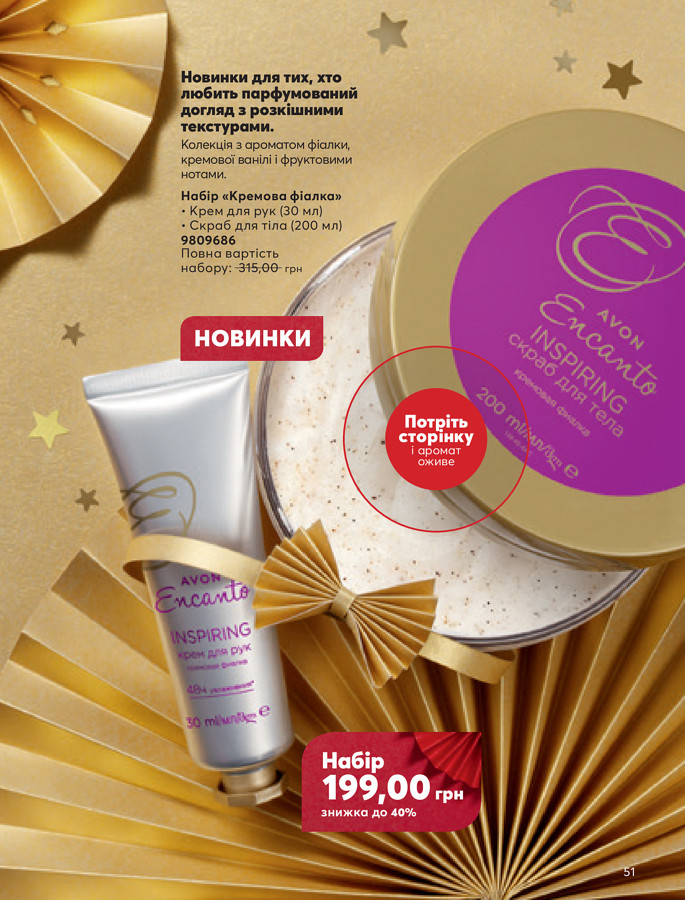 Новинки для тих, хто
любить парфумований
догляд з розкішними
текстурами.
Колекція з ароматом фіалки,
кремової ванілі і фруктовими
нотами.
Набір «Кремова фіалка»
• Крем для рук (30 мл)
• Скраб для тіла (200 мл)
9809686
Повна вартість
набору: 315,00 грн
НОВИНКИ
AVON
Encanto
INSPIRING
скраб для тела
кремовая фиалка
200 ml/мл/
Потріть
сторінку
і аромат
оживе
AVON
Encanto
INSPIRING
крем для рук
кремовая фиалка
48ч увлажнения*
30 ml/мл/
Набір
199,00 грн
знижка до 40%
51